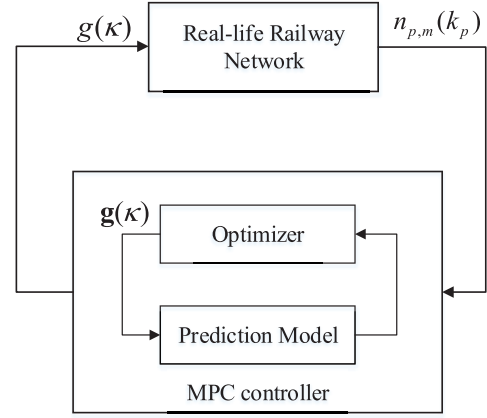 g(κ)
Real-life Railway
Network
n_{p,m}(k_p)
𝐠(κ)
Optimizer
Prediction Model
MPC controller